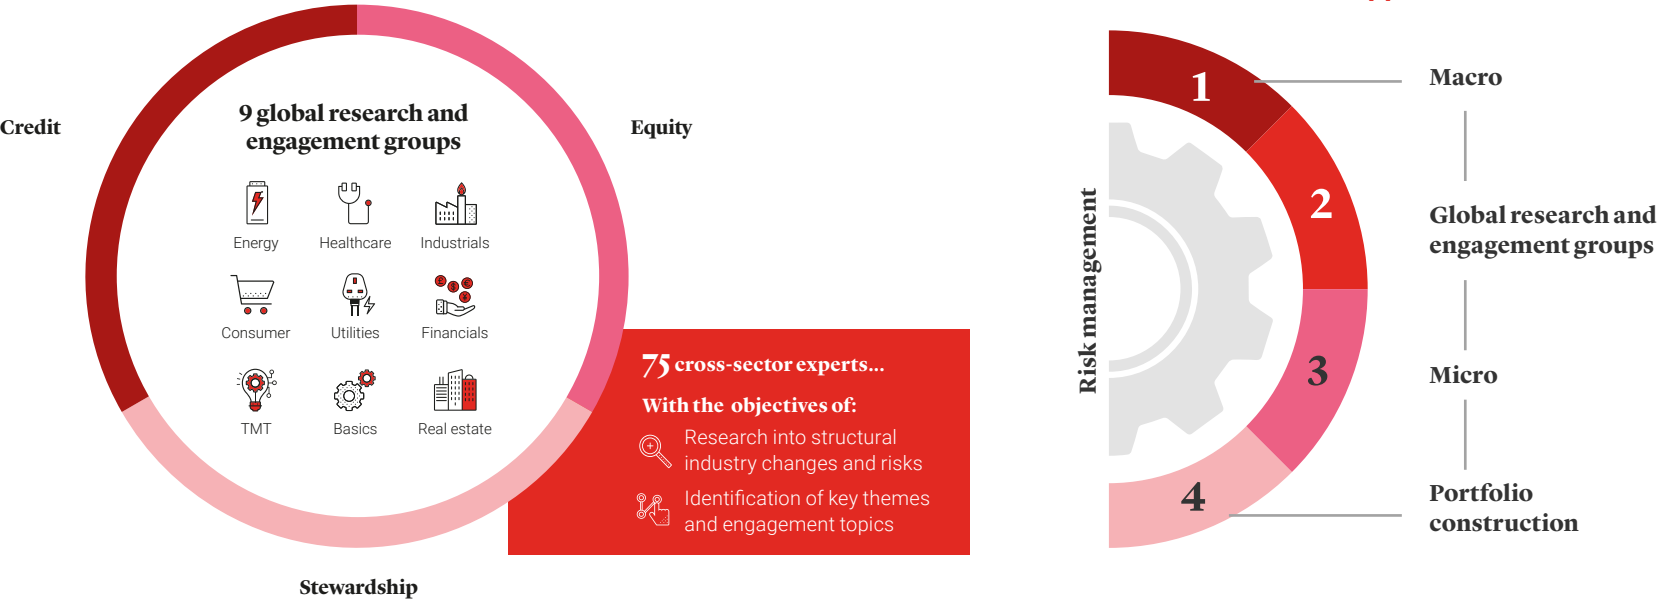 Credit
9 global research and
engagement groups
Equity
Energy
Healthcare
Industrials
Consumer
Utilities
Financials
TMT
Basics
Real estate
75 cross-sector experts...
With the objectives of:
Research into structural
industry changes and risks
Identification of key themes
and engagement topics
Stewardship
Risk management
1
Macro
2
Global research and
engagement groups
3
Micro
4
Portfolio
construction